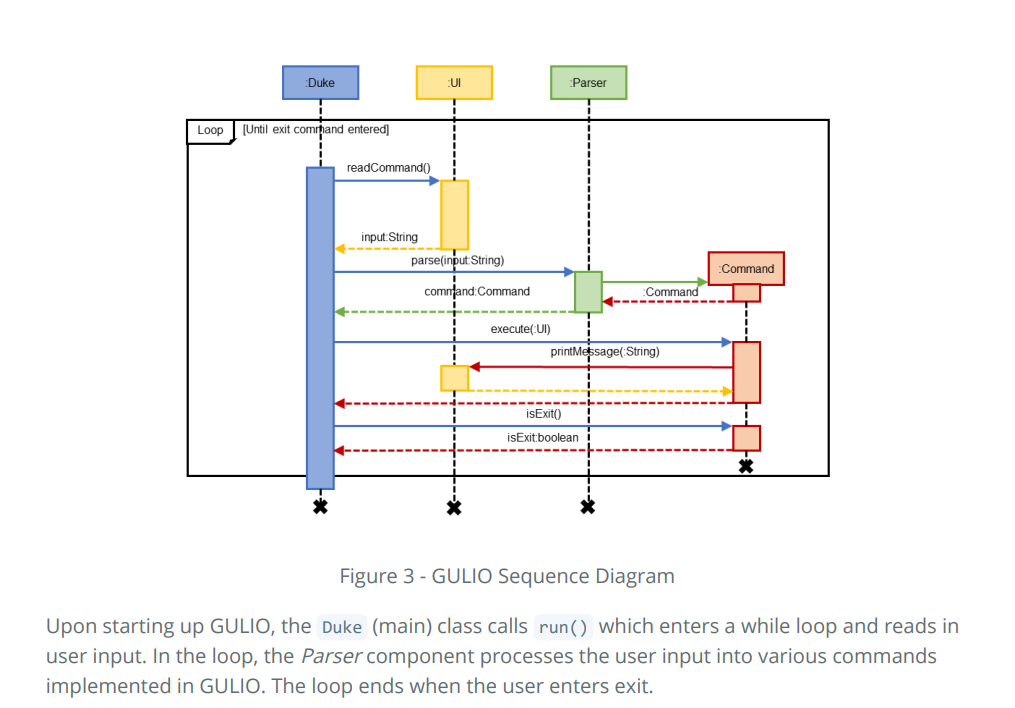 :Duke
:UI
:Parser
Loop
[Until exit command entered]
readCommand()
input:String
parse(input:String)
:Command
:Command
command:Command
execute(:UI)
printMessage(:String)
isExit()
isExit:boolean
Figure 3 - GULIO Sequence Diagram
Upon starting up GULIO, the Duke (main) class calls run() which enters a while loop and reads in
user input. In the loop, the Parser component processes the user input into various commands
implemented in GULIO. The loop ends when the user enters exit.